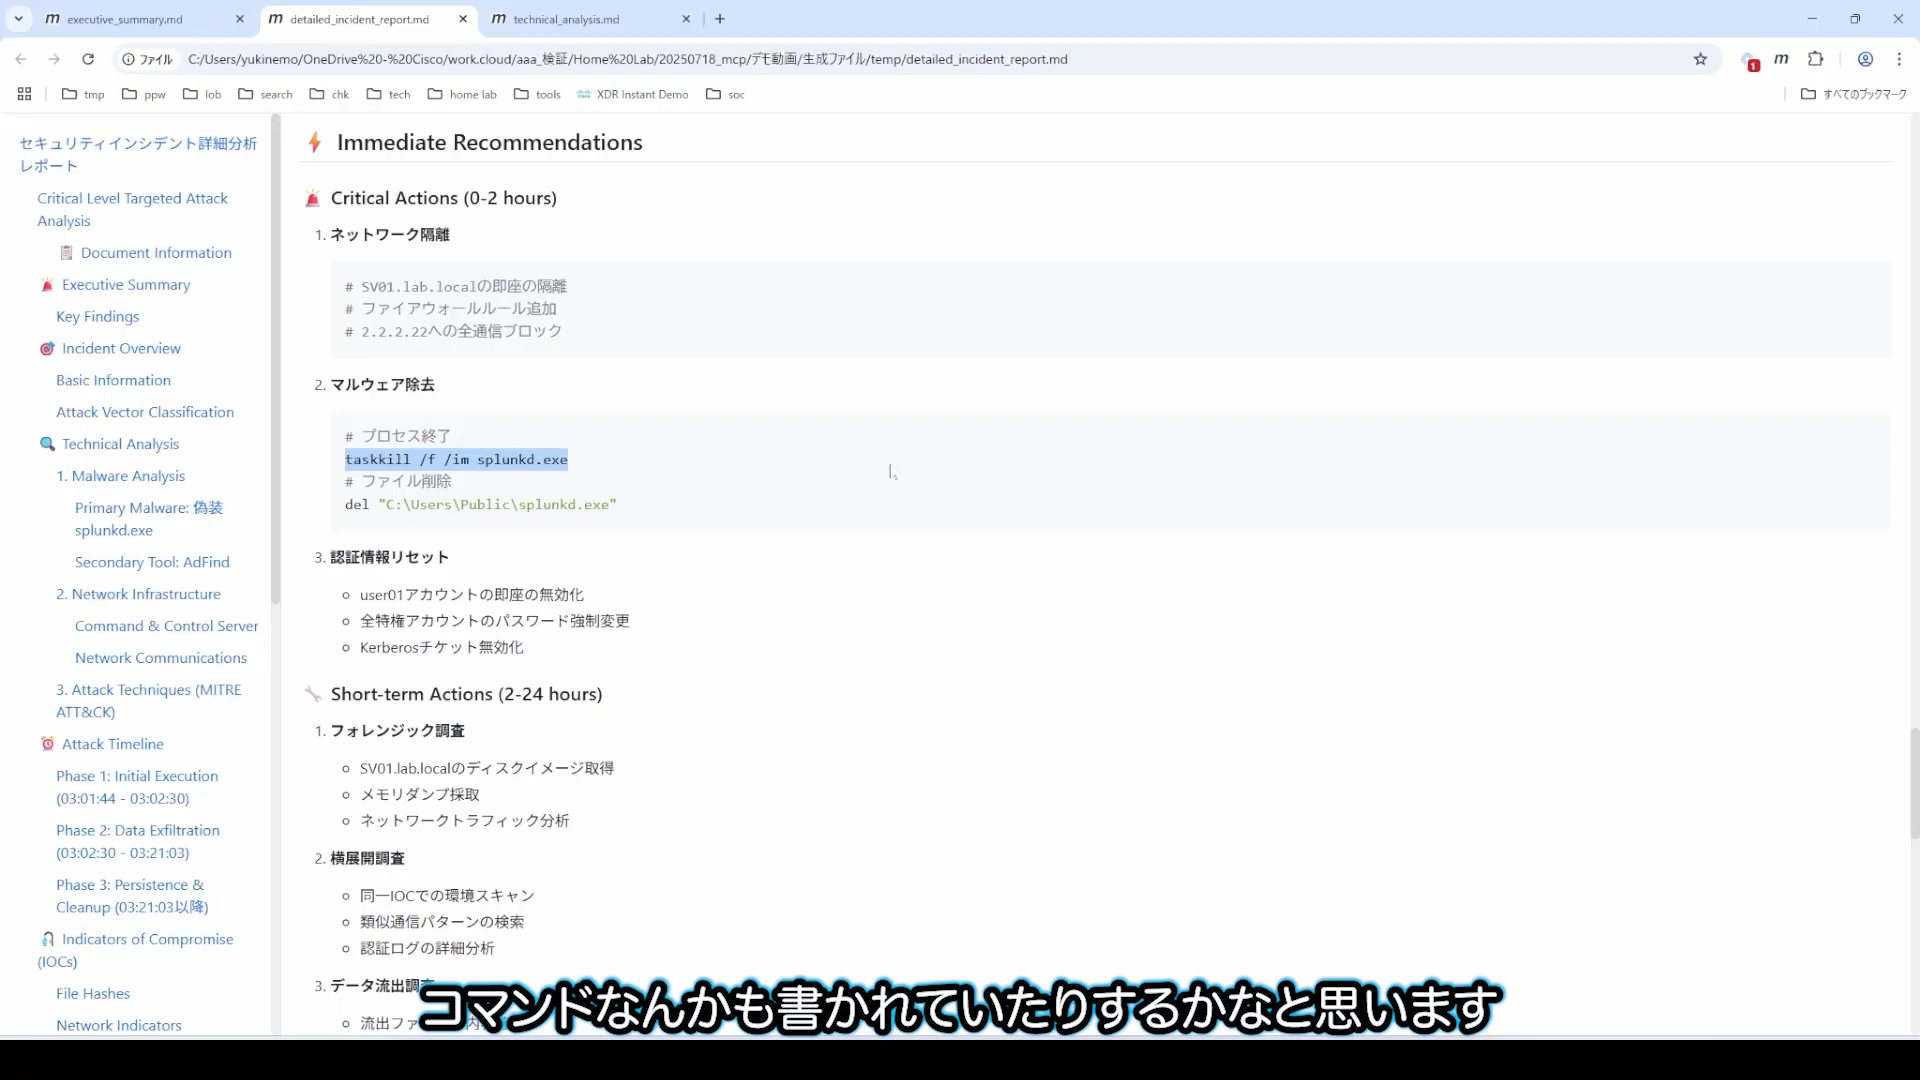 executive_summary.md
detailed_incident_report.md
technical_analysis.md
ファイル
C:/Users/yukinemo/OneDrive%20-%20Cisco/work.cloud/aaa_検証/Home%20Lab/20250718_mcp/デモ動画/生成ファイル/temp/detailed_incident_report.md
1
tmp
ppw
lob
search
chk
tech
home lab
tools
XDR Instant Demo
soc
すべてのブックマーク
セキュリティインシデント詳細分析
レポート
Critical Level Targeted Attack
Analysis
Document Information
Executive Summary
Key Findings
Incident Overview
Basic Information
Attack Vector Classification
Technical Analysis
1. Malware Analysis
Primary Malware: 偽装
splunkd.exe
Secondary Tool: AdFind
2. Network Infrastructure
Command & Control Server
Network Communications
3. Attack Techniques (MITRE
ATT&CK)
Attack Timeline
Phase 1: Initial Execution
(03:01:44 - 03:02:30)
Phase 2: Data Exfiltration
(03:02:30 - 03:21:03)
Phase 3: Persistence &
Cleanup (03:21:03以降)
Indicators of Compromise
(IOCs)
File Hashes
Network Indicators
Immediate Recommendations
Critical Actions (0-2 hours)
1. ネットワーク隔離
# SV01.lab.localの即座の隔離
# ファイアウォールルール追加
# 2.2.2.22への全通信ブロック
2. マルウェア除去
# プロセス終了
taskkill /f /im splunkd.exe
# ファイル削除
del "C:\Users\Public\splunkd.exe"
3. 認証情報リセット
user01アカウントの即座の無効化
全特権アカウントのパスワード強制変更
Kerberosチケット無効化
Short-term Actions (2-24 hours)
1. フォレンジック調査
SV01.lab.localのディスクイメージ取得
メモリダンプ採取
ネットワークトラフィック分析
2. 横展開調査
同一IOCでの環境スキャン
類似通信パターンの検索
認証ログの詳細分析
3. データ流出調
流出ファ
コマンドなんかも書かれていたりするかなと思います